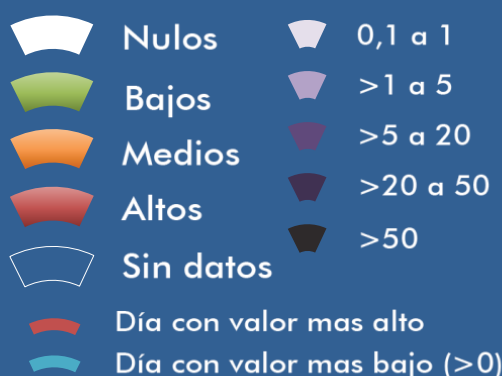 Nulos
Bajos
Medios
Altos
Sin datos
0,1 a 1
>1 a 5
>5 a 20
>20 a 50
>50
Día con valor mas alto
Día con valor mas bajo (>0)